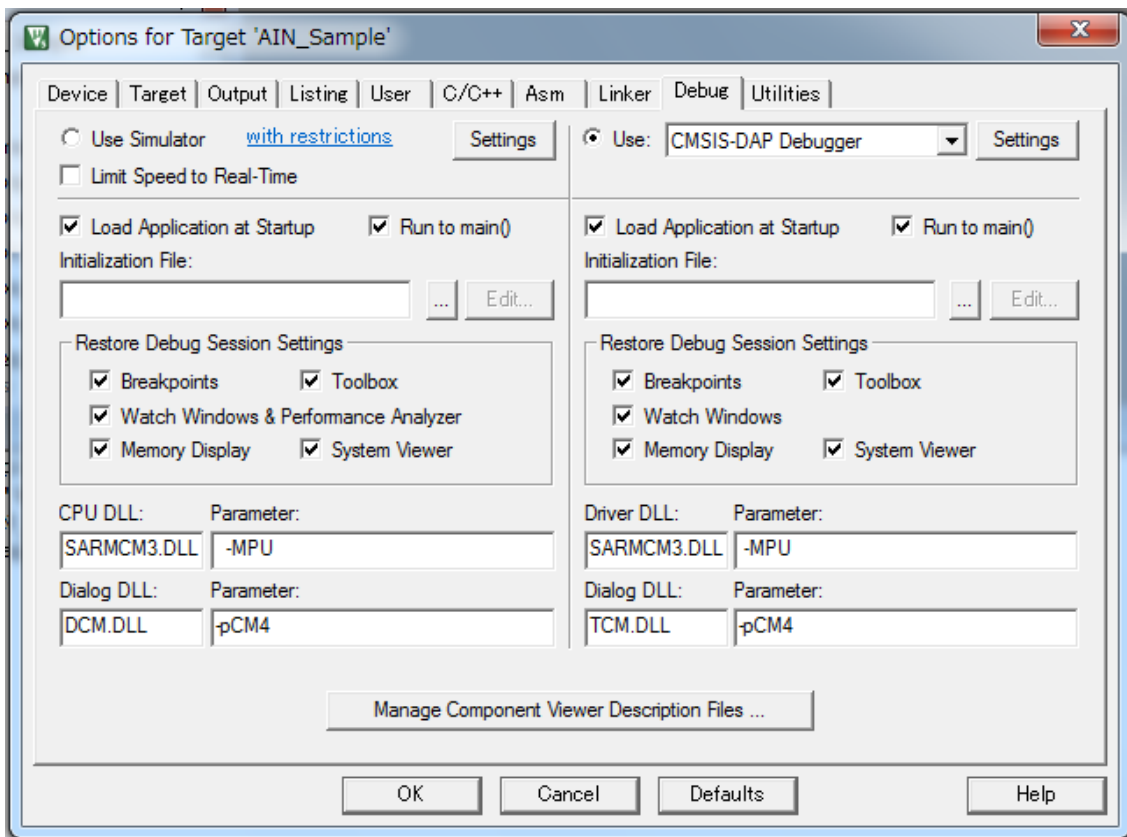 Options for Target 'AIN_Sample'
Device Target Output Listing User C/C++ Asm Linker Debug Utilities
Use Simulator with restrictions Settings
Limit Speed to Real-Time
Load Application at Startup Run to main()
Initialization File:
... Edit...
Restore Debug Session Settings
Breakpoints Toolbox
Watch Windows & Performance Analyzer
Memory Display System Viewer
CPU DLL: Parameter:
SARMCM3.DLL -MPU
Dialog DLL: Parameter:
DCM.DLL -pCM4
Use: CMSIS-DAP Debugger Settings
Load Application at Startup Run to main()
Initialization File:
... Edit...
Restore Debug Session Settings
Breakpoints Toolbox
Watch Windows
Memory Display System Viewer
Driver DLL: Parameter:
SARMCM3.DLL -MPU
Dialog DLL: Parameter:
TCM.DLL -pCM4
Manage Component Viewer Description Files ...
OK Cancel Defaults Help